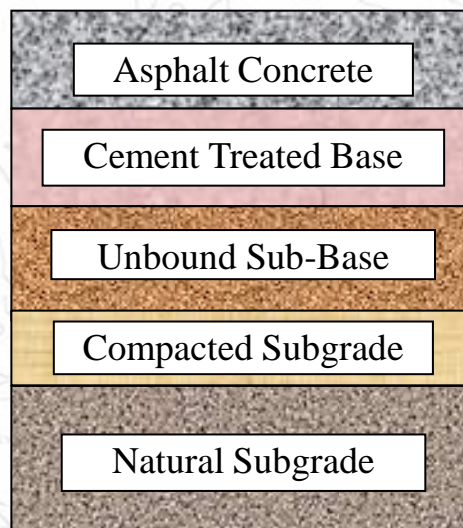 Asphalt Concrete
Cement Treated Base
Unbound Sub-Base
Compacted Subgrade
Natural Subgrade